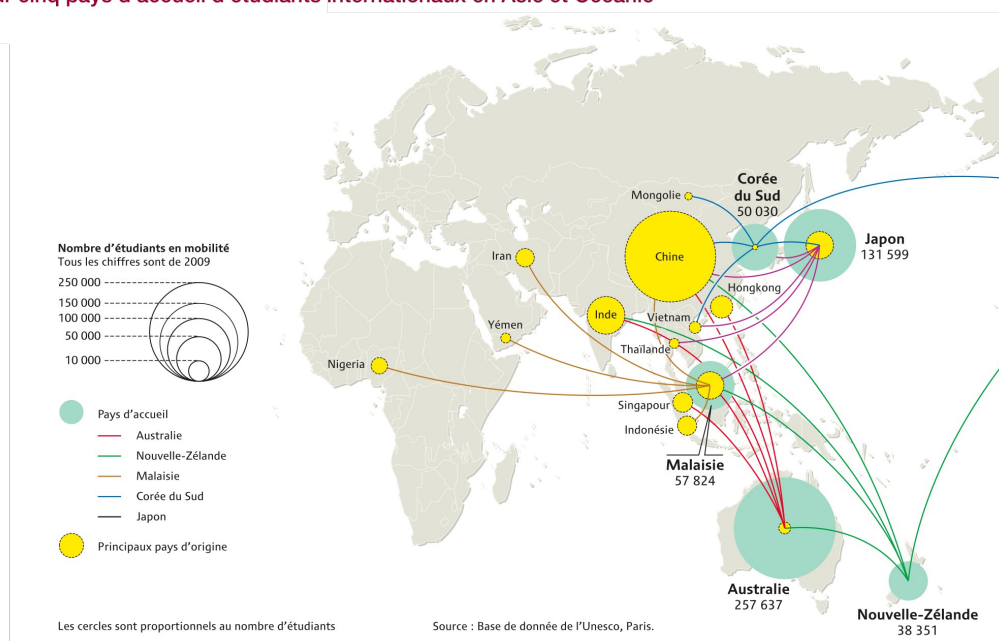 cinq pays d'accueil d'étudiants internationaux en Asie et Océanie
Nombre d'étudiants en mobilité
Tous les chiffres sont de 2009
250 000
150 000
100 000
50 000
10 000
Pays d'accueil
Australie
Nouvelle-Zélande
Malaisie
Corée du Sud
Japon
Principaux pays d'origine
Les cercles sont proportionnels au nombre d'étudiants
Source : Base de donnée de l'Unesco, Paris.
Mongolie
Corée
du Sud
50 030
Japon
131 599
Iran
Chine
Hongkong
Inde
Vietnam
Yémen
Thaïlande
Nigeria
Singapour
Indonésie
Malaisie
57 824
Australie
257 637
Nouvelle-Zélande
38 351